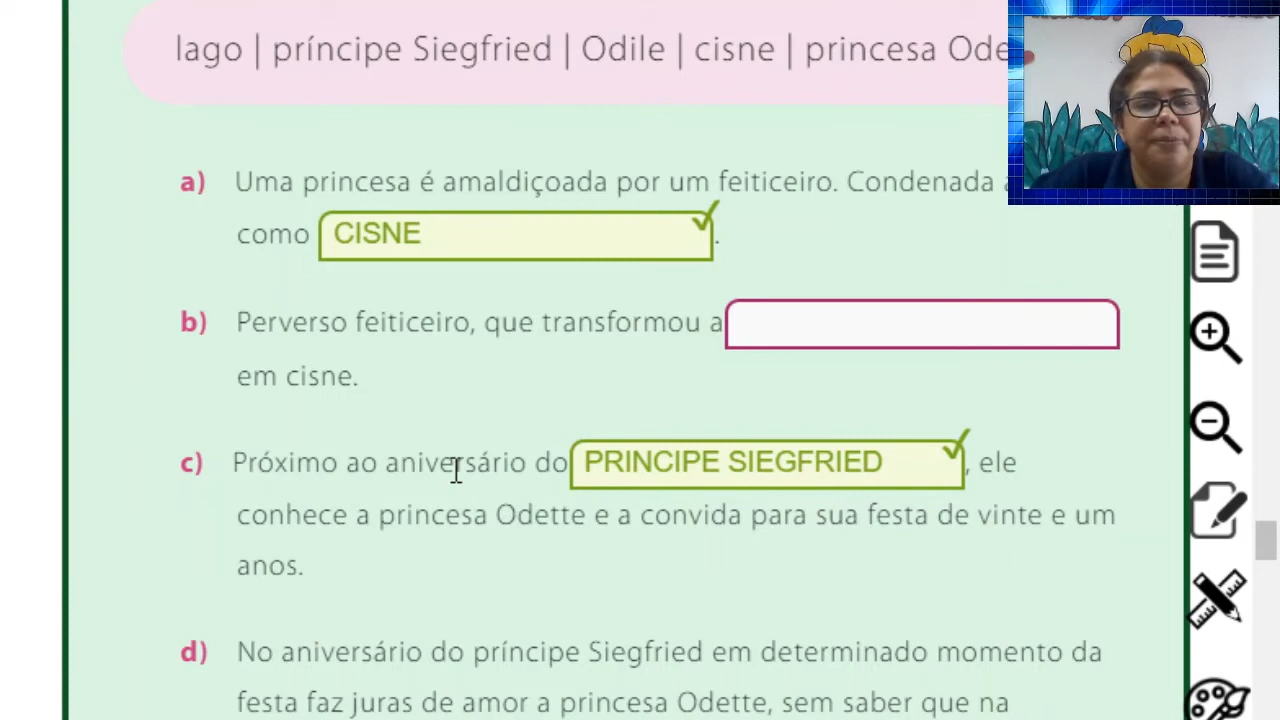 lago | príncipe Siegfried | Odile | cisne | princesa
a) Uma princesa é amaldiçoada por um feiticeiro. Condenada
como CISNE.
b) Perverso feiticeiro, que transformou a
em cisne.
c) Próximo ao aniversário do PRINCIPE SIEGFRIED, ele
conhece a princesa Odette e a convida para sua festa de vinte e um
anos.
d) No aniversário do príncipe Siegfried em determinado momento da
festa faz juras de amor a princesa Odette, sem saber que na